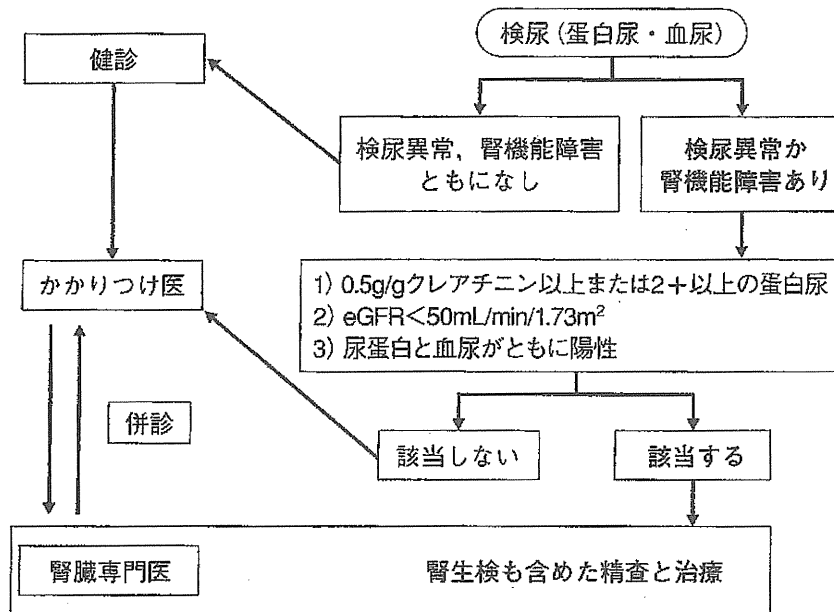 検尿(蛋白尿・血尿)
健診
検尿異常，腎機能障害
ともになし
検尿異常か
腎機能障害あり
かかりつけ医
1) 0.5g/gクレアチニン以上または2＋以上の蛋白尿
2) eGFR＜50mL/min/1.73m²
3) 尿蛋白と血尿がともに陽性
併診
該当しない
該当する
腎臓専門医
腎生検も含めた精査と治療